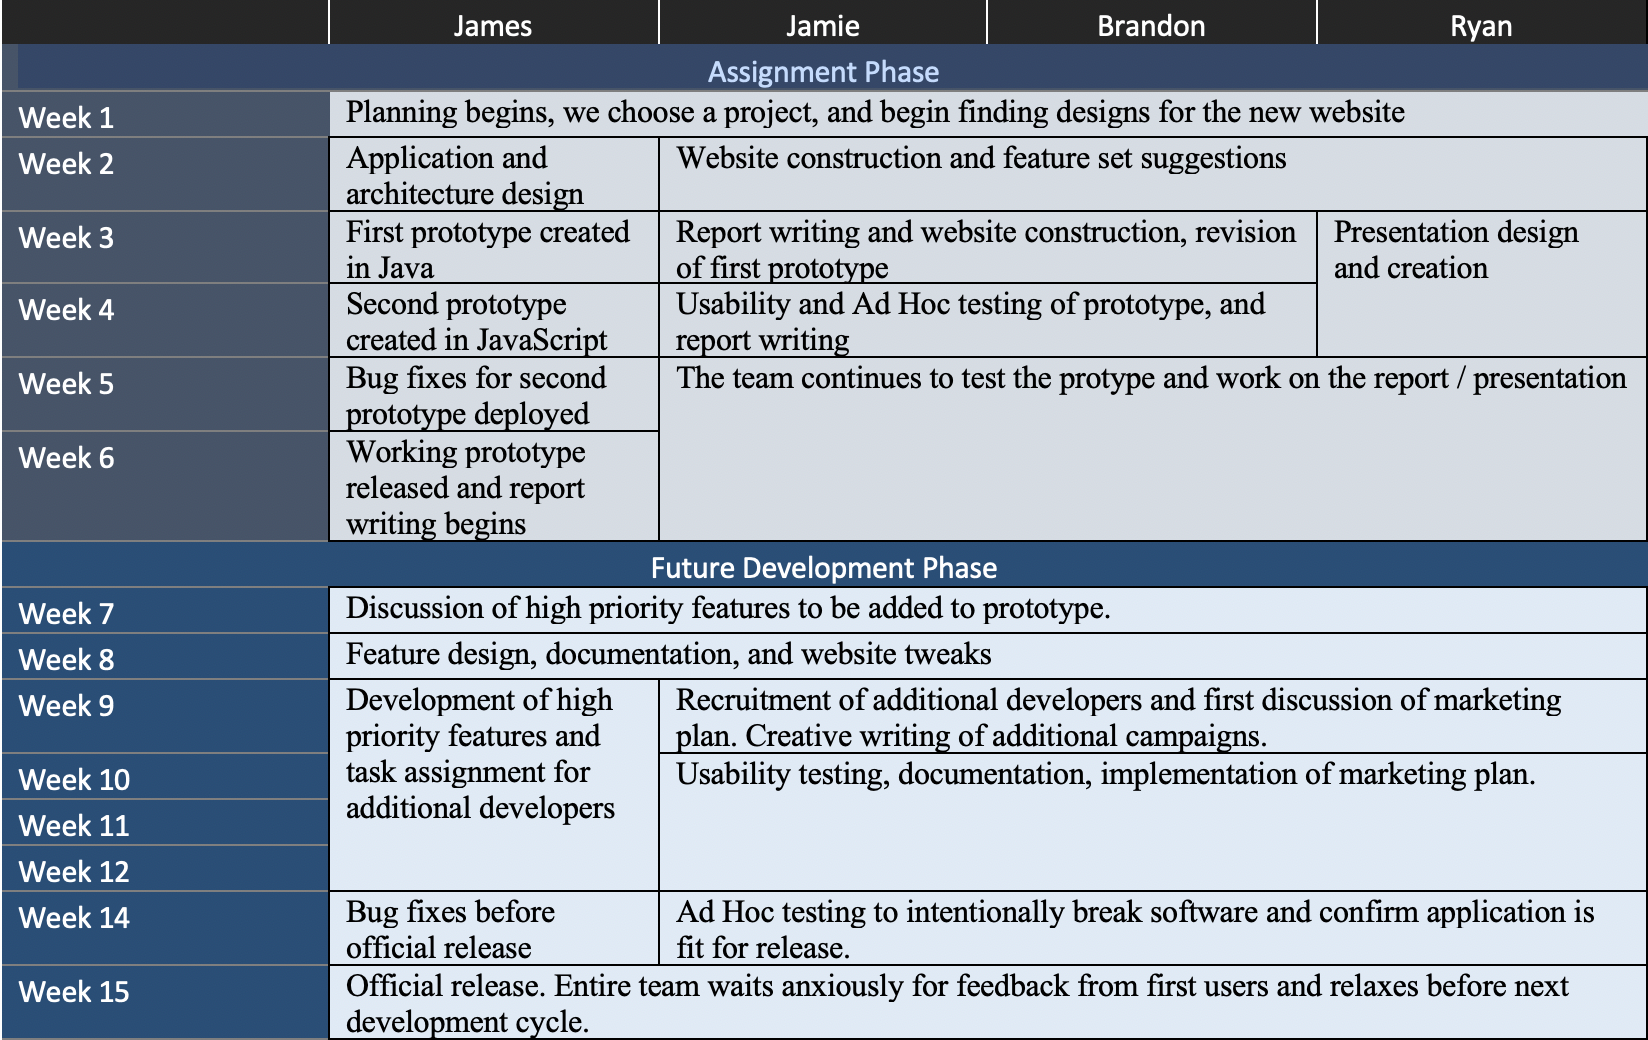 James Jamie Brandon Ryan
Assignment Phase
Week 1
Planning begins, we choose a project, and begin finding designs for the new website
Week 2
Application and
architecture design
Website construction and feature set suggestions
Week 3
First prototype created
in Java
Report writing and website construction, revision
of first prototype
Presentation design
and creation
Week 4
Second prototype
created in JavaScript
Usability and Ad Hoc testing of prototype, and
report writing
Week 5
Bug fixes for second
prototype deployed
The team continues to test the protype and work on the report / presentation
Week 6
Working prototype
released and report
writing begins
Future Development Phase
Week 7
Discussion of high priority features to be added to prototype.
Week 8
Feature design, documentation, and website tweaks
Week 9
Development of high
priority features and
task assignment for
additional developers
Recruitment of additional developers and first discussion of marketing
plan. Creative writing of additional campaigns.
Week 10
Usability testing, documentation, implementation of marketing plan.
Week 11
Week 12
Week 14
Bug fixes before
official release
Ad Hoc testing to intentionally break software and confirm application is
fit for release.
Week 15
Official release. Entire team waits anxiously for feedback from first users and relaxes before next
development cycle.